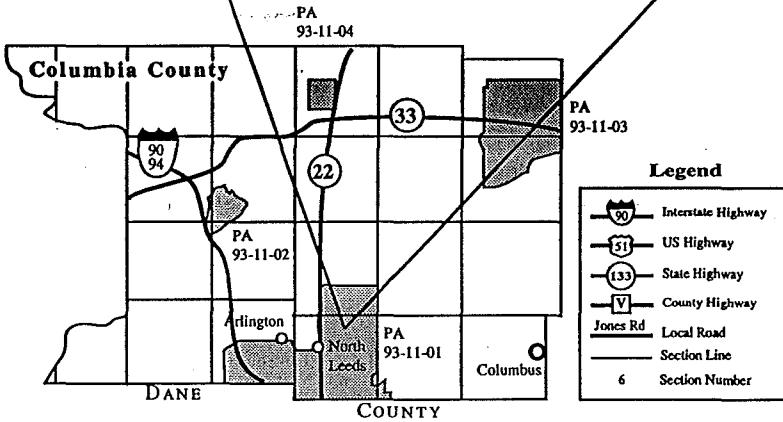 PA
93-11-04
Columbia County
90
94
33
PA
93-11-03
22
PA
93-11-02
Arlington
North
Leeds
PA
93-11-01
Columbus
DANE
COUNTY
Legend
90 Interstate Highway
51 US Highway
133 State Highway
V County Highway
Jones Rd Local Road
Section Line
6 Section Number